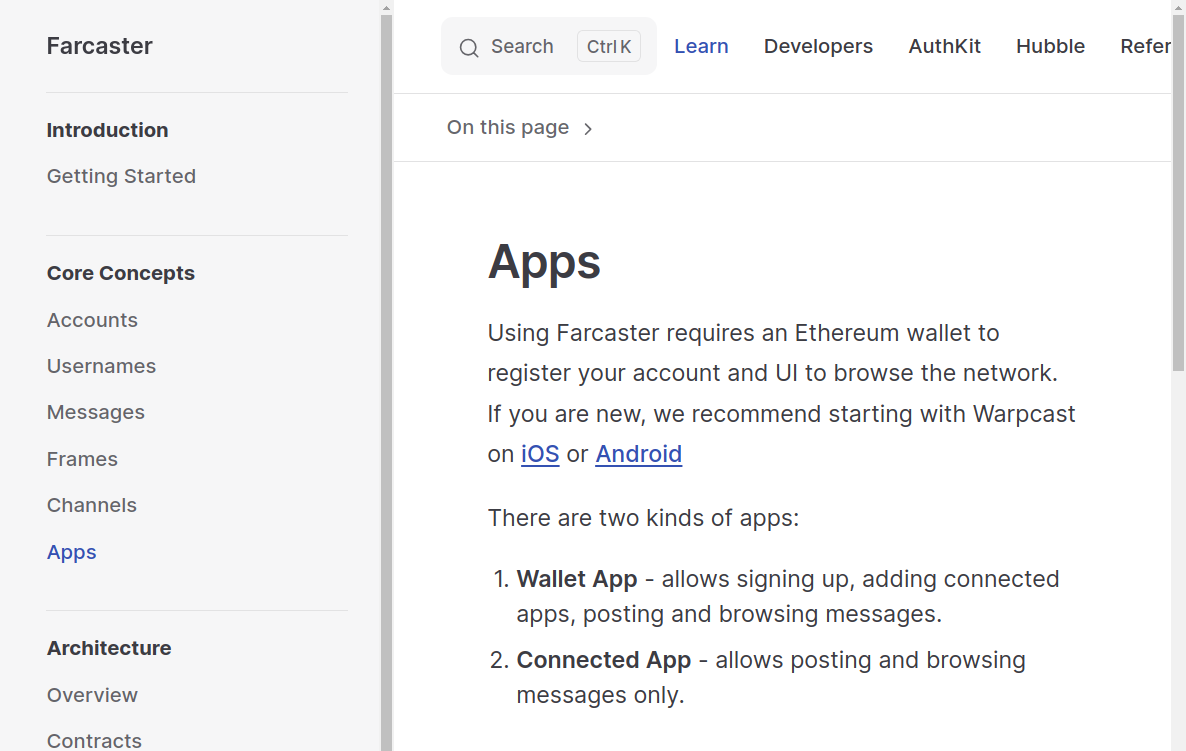 Farcaster
Introduction
Getting Started
Core Concepts
Accounts
Usernames
Messages
Frames
Channels
Apps
Architecture
Overview
Contracts
Search Ctrl K Learn Developers AuthKit Hubble Refer
On this page
Apps
Using Farcaster requires an Ethereum wallet to
register your account and UI to browse the network.
If you are new, we recommend starting with Warpcast
on iOS or Android
There are two kinds of apps:
1. Wallet App - allows signing up, adding connected
apps, posting and browsing messages.
2. Connected App - allows posting and browsing
messages only.